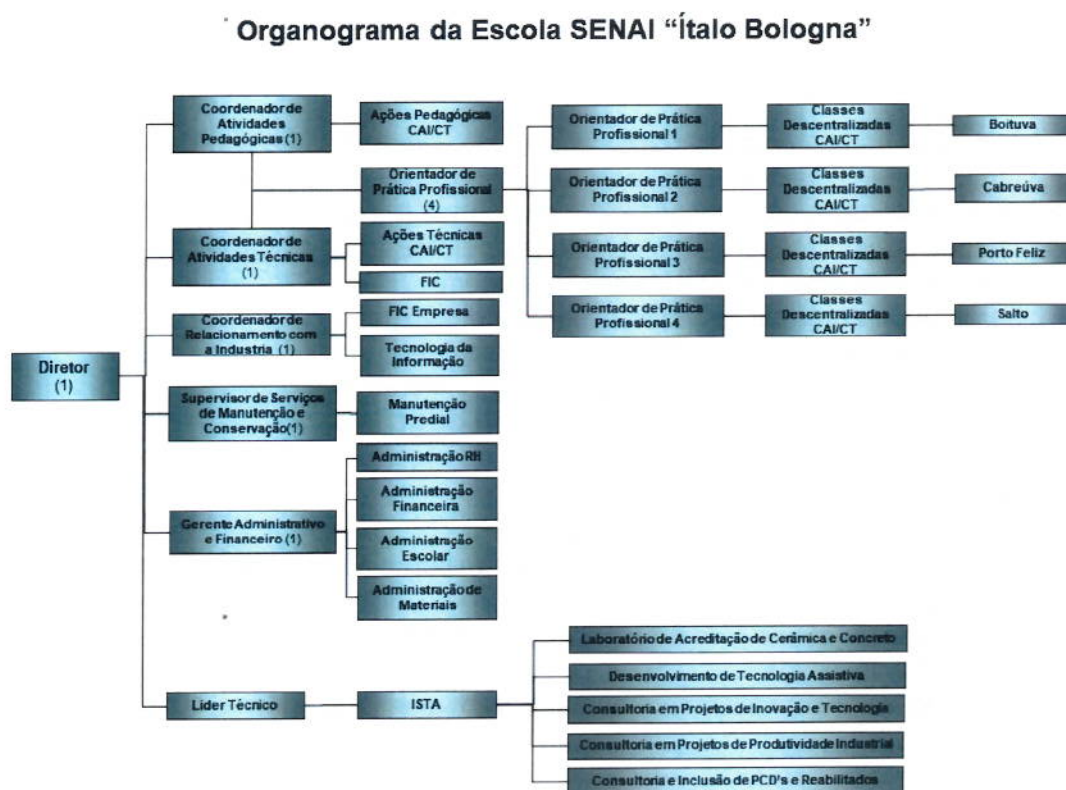 Organograma da Escola SENAI “Ítalo Bologna”
Coordenador de
Atividades
Pedagógicas (1)
Ações Pedagógicas
CAI/CT
Orientador de Prática
Profissional 1
Classes
Descentralizadas
CAI/CT
Boituva
Orientador de
Prática Profissional
(4)
Orientador de Prática
Profissional 2
Classes
Descentralizadas
CAI/CT
Cabreúva
Coordenador de
Atividades Técnicas
(1)
Ações Técnicas
CAI/CT
FIC
Orientador de Prática
Profissional 3
Classes
Descentralizadas
CAI/CT
Porto Feliz
Coordenador de
Relacionamento com
a Industria (1)
FIC Empresa
Tecnologia da
Informação
Orientador de Prática
Profissional 4
Classes
Descentralizadas
CAI/CT
Salto
Diretor
(1)
Supervisor de Serviços
de Manutenção e
Conservação(1)
Manutenção
Predial
Gerente Administrativo
e Financeiro (1)
Administração RH
Administração
Financeira
Administração
Escolar
Administração de
Materiais
Líder Técnico
ISTA
Laboratório de Acreditação de Cerâmica e Concreto
Desenvolvimento de Tecnologia Assistiva
Consultoria em Projetos de Inovação e Tecnologia
Consultoria em Projetos de Produtividade Industrial
Consultoria e Inclusão de PCD's e Reabilitados